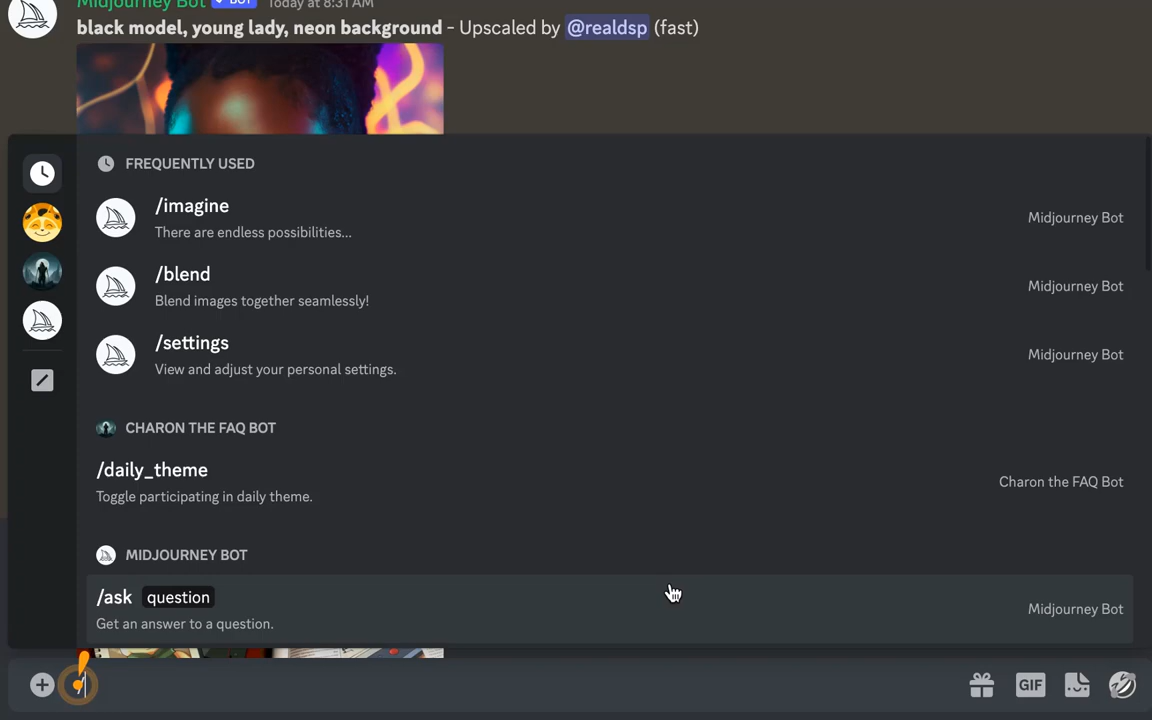 Midjourney Bot BOT Today at 8:31 AM
black model, young lady, neon background - Upscaled by @realdsp (fast)
FREQUENTLY USED
/imagine
There are endless possibilities...
Midjourney Bot
/blend
Blend images together seamlessly!
Midjourney Bot
/settings
View and adjust your personal settings.
Midjourney Bot
CHARON THE FAQ BOT
/daily_theme
Toggle participating in daily theme.
Charon the FAQ Bot
MIDJOURNEY BOT
/ask question
Get an answer to a question.
Midjourney Bot
/
GIF